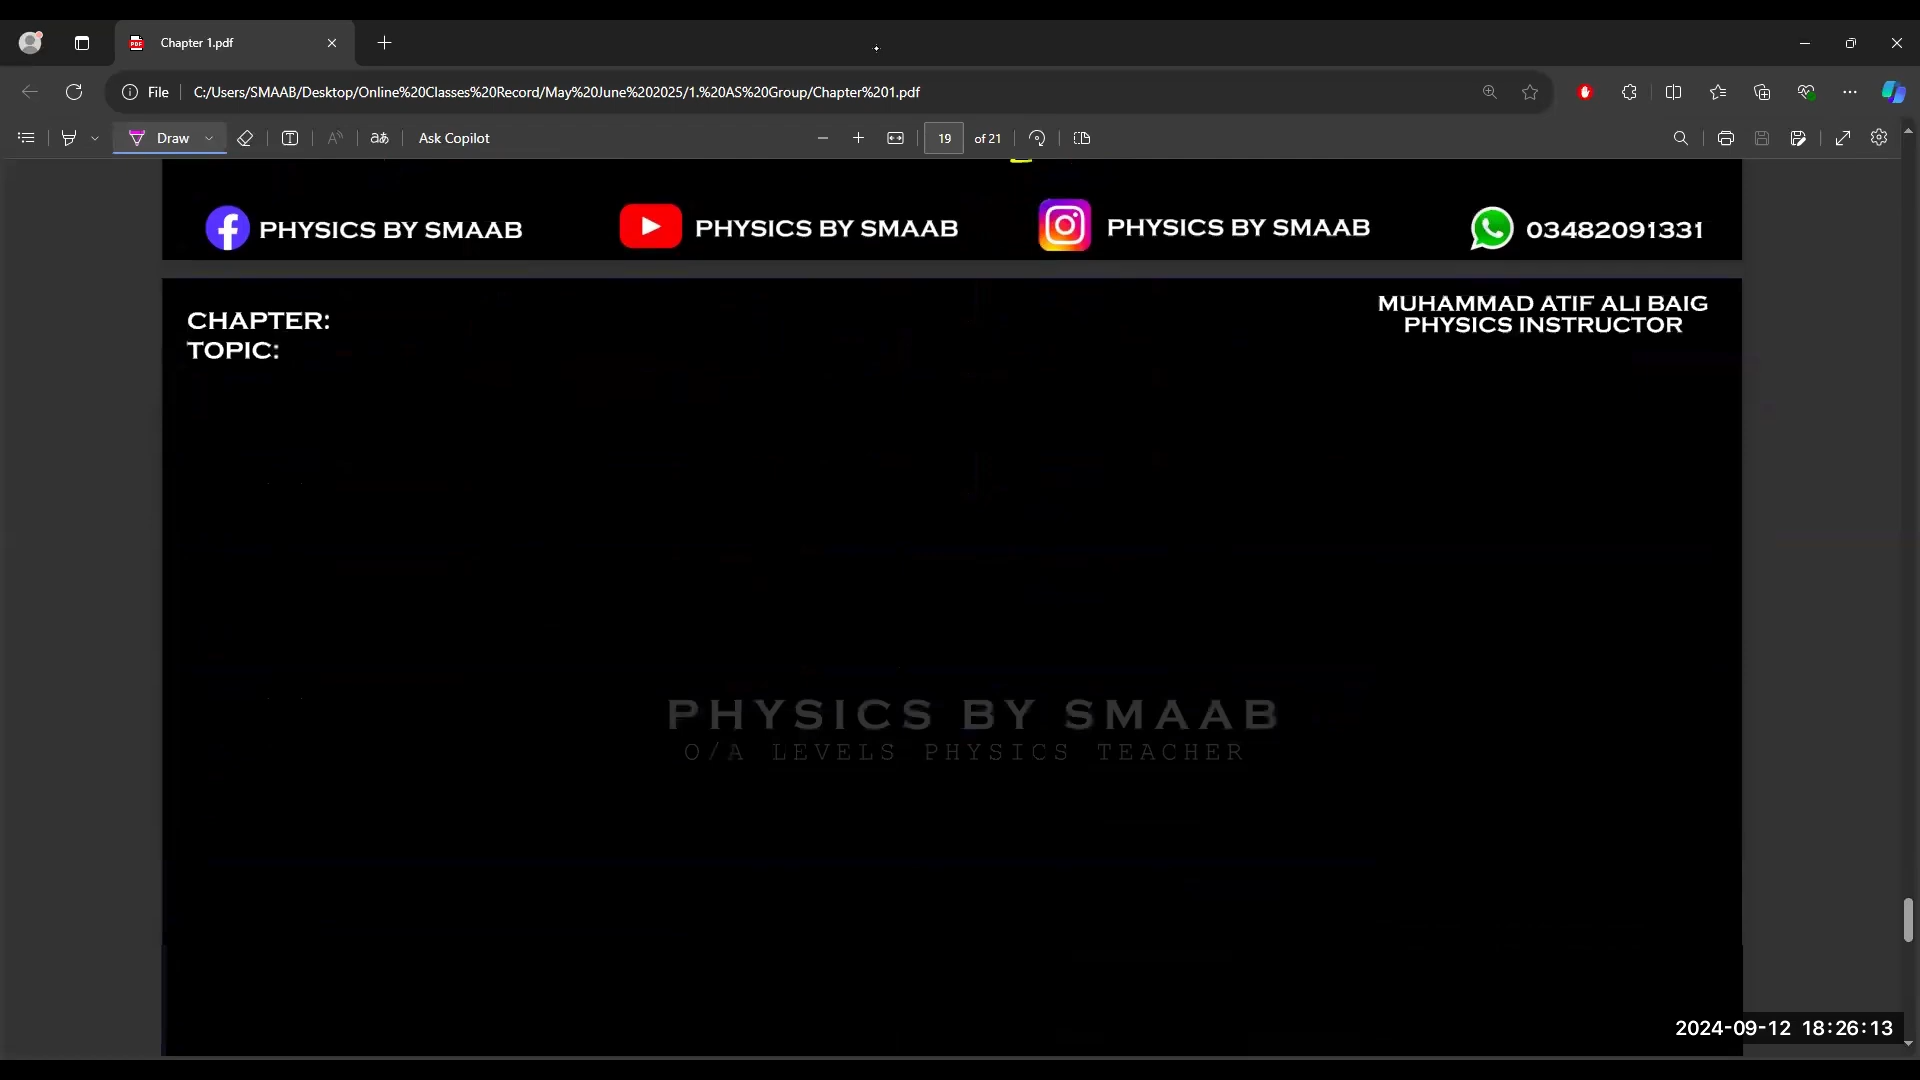 Chapter 1.pdf
File C:/Users/SMAAB/Desktop/Online%20Classes%20Record/May%20June%202025/1.%20AS%20Group/Chapter%201.pdf
Draw Ask Copilot 19 of 21
PHYSICS BY SMAAB PHYSICS BY SMAAB PHYSICS BY SMAAB 03482091331
CHAPTER:
TOPIC:
MUHAMMAD ATIF ALI BAIG
PHYSICS INSTRUCTOR
PHYSICS BY SMAAB
O/A LEVELS PHYSICS TEACHER
2024-09-12 18:26:13